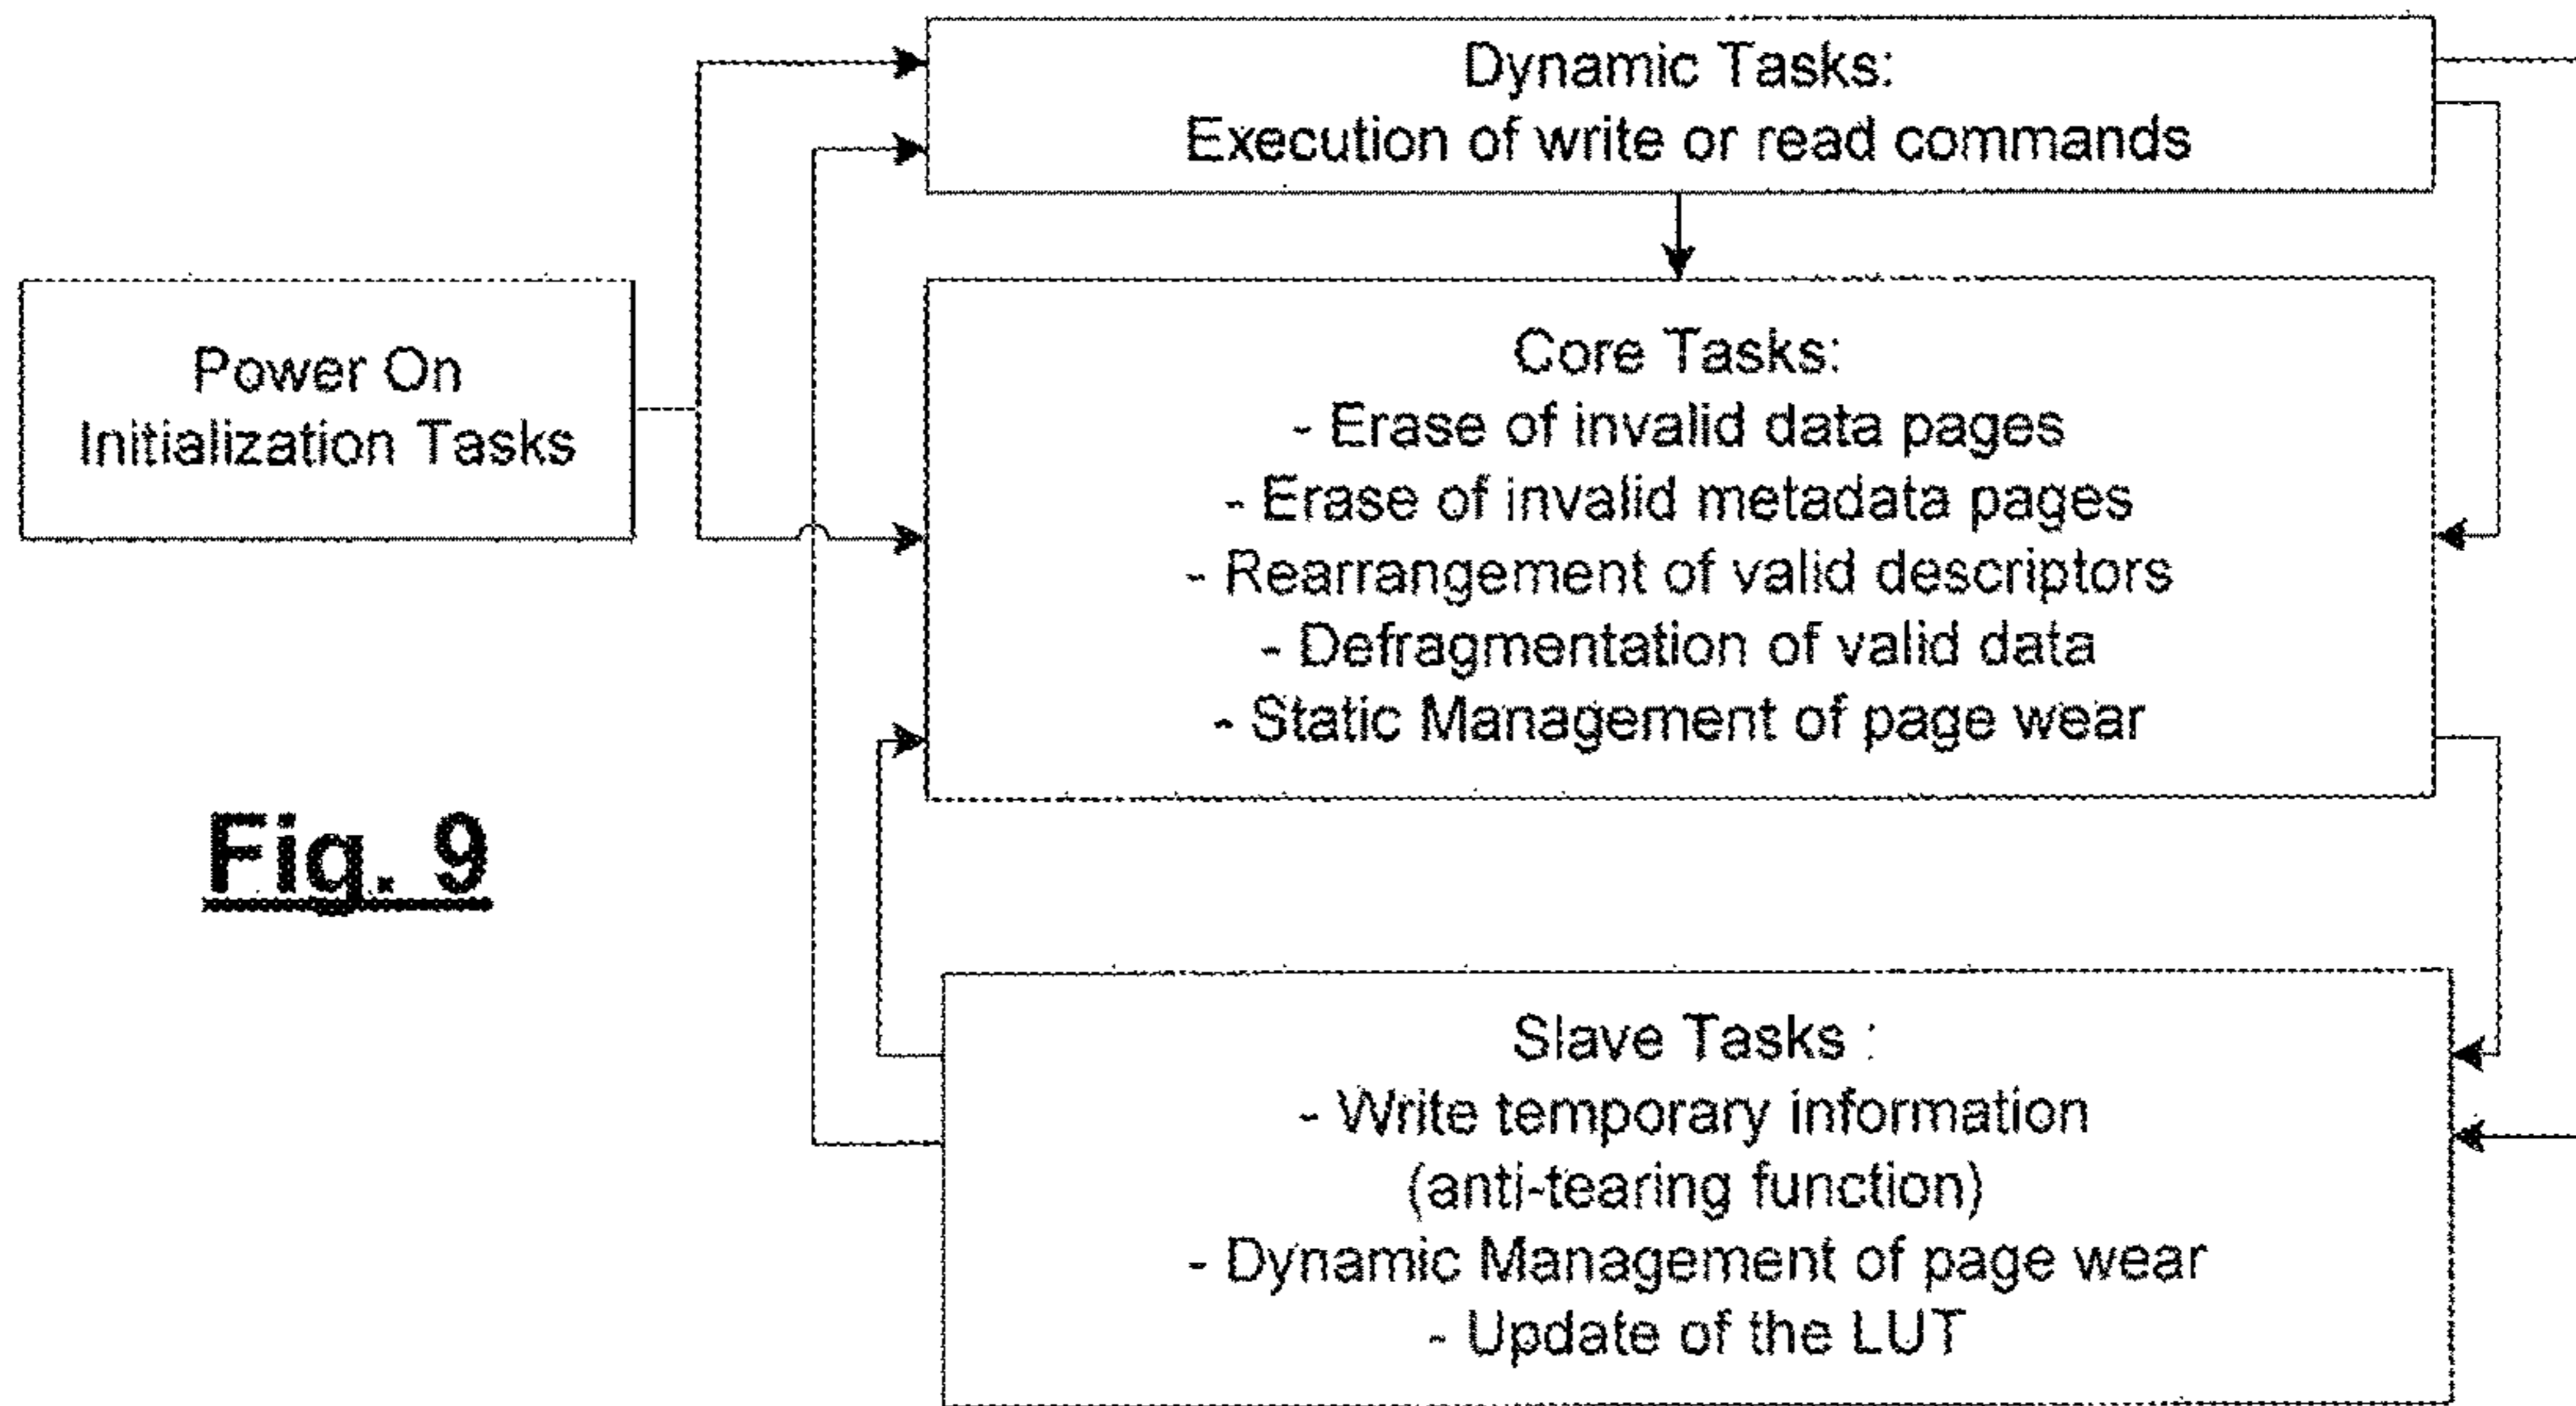 Dynamic Tasks:
Execution of write or read commands
Power On
Initialization Tasks
Core Tasks:
- Erase of invalid data pages
- Erase of invalid metadata pages
- Rearrangement of valid descriptors
- Defragmentation of valid data
- Static Management of page wear
Fig. 9
Slave Tasks :
- Write temporary information
(anti-tearing function)
- Dynamic Management of page wear
- Update of the LUT